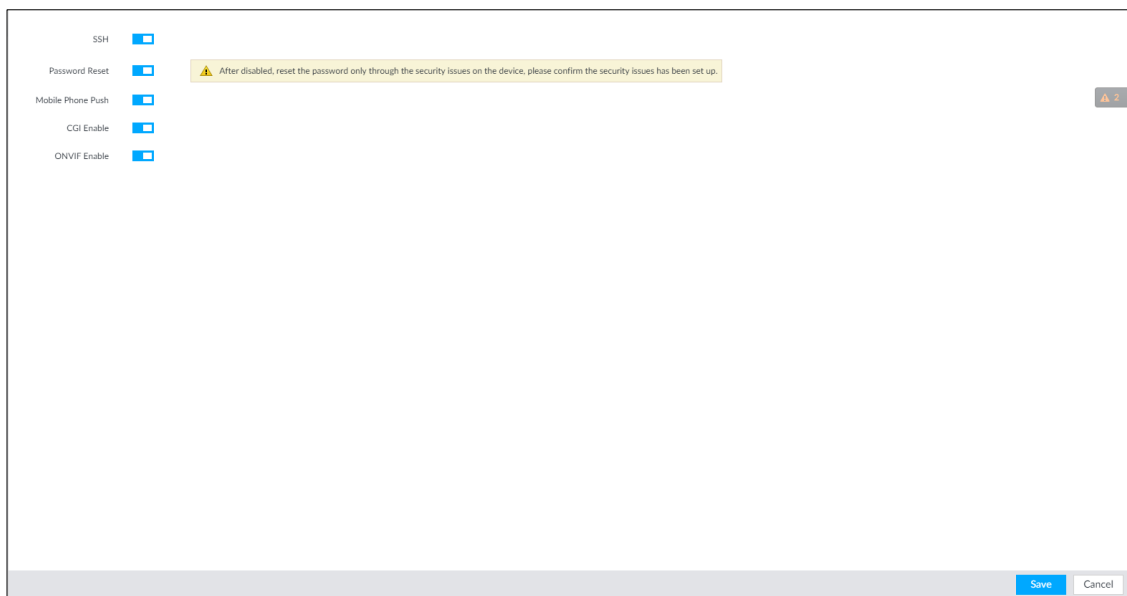 SSH
Password Reset After disabled, reset the password only through the security issues on the device, please confirm the security issues has been set up.
Mobile Phone Push
2
CGI Enable
ONVIF Enable
Save Cancel